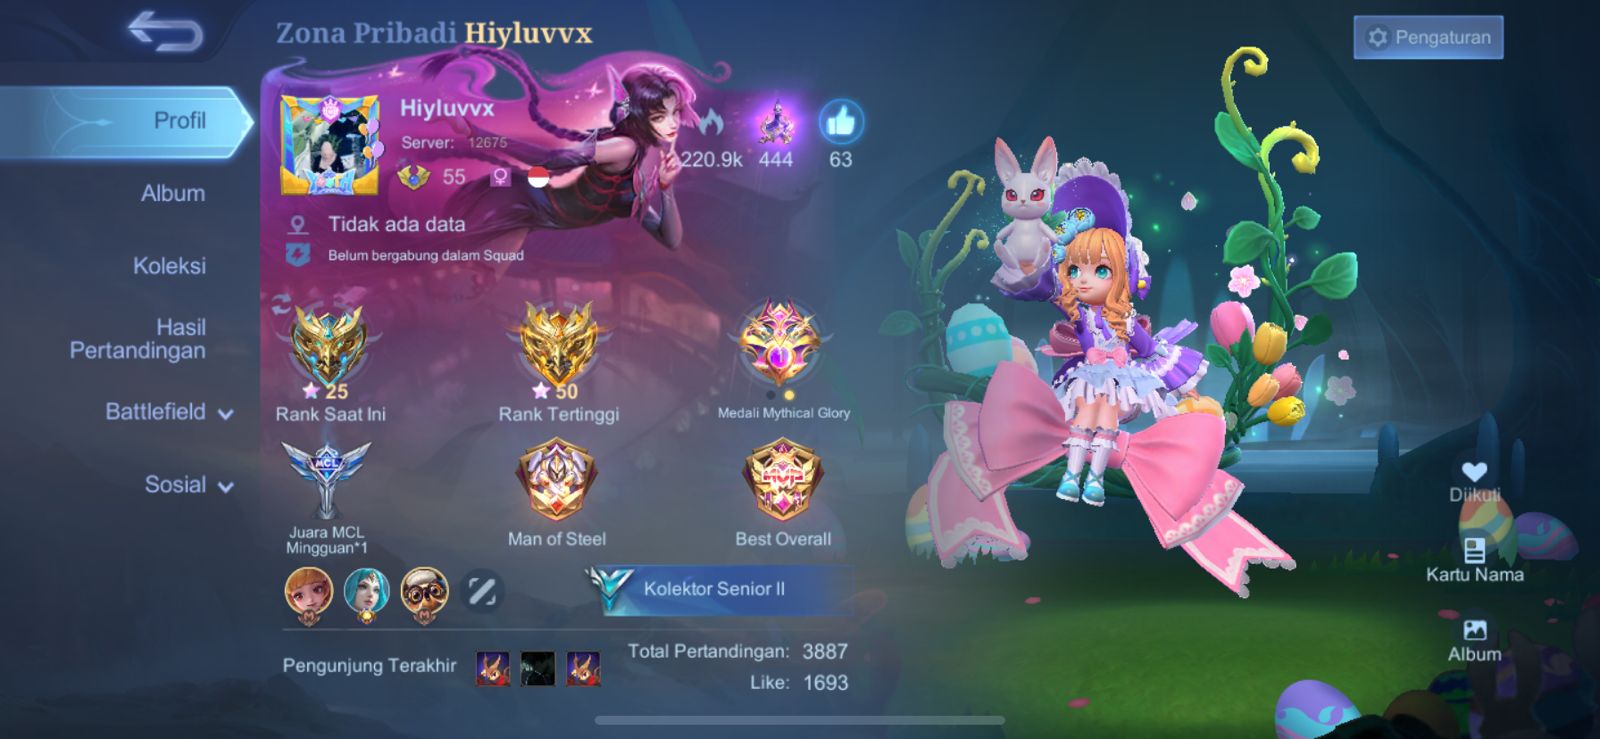 Zona Pribadi Hiyluvvx
Pengaturan
Profil
Album
Koleksi
Hasil
Pertandingan
Battlefield
Sosial
Hiyluvvx
Server: 12675
55
220.9k
444
63
Tidak ada data
Belum bergabung dalam Squad
25
Rank Saat Ini
50
Rank Tertinggi
Medali Mythical Glory
MCL
Juara MCL
Mingguan*1
Man of Steel
MVP
Best Overall
Kolektor Senior II
Pengunjung Terakhir
Total Pertandingan: 3887
Like: 1693
Diikuti
Kartu Nama
Album